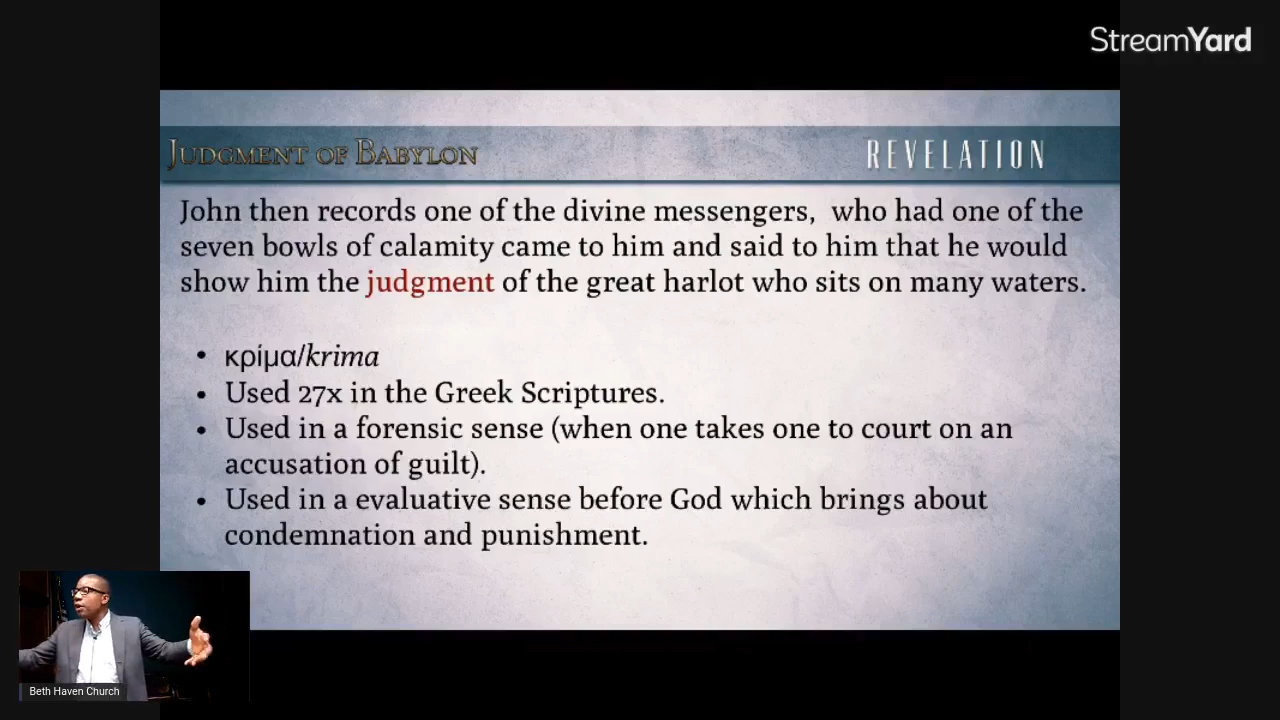 StreamYard
JUDGMENT OF BABYLON
REVELATION
John then records one of the divine messengers,  who had one of the
seven bowls of calamity came to him and said to him that he would
show him the judgment of the great harlot who sits on many waters.
• κρίμα/krima
• Used 27x in the Greek Scriptures.
• Used in a forensic sense (when one takes one to court on an
accusation of guilt).
• Used in a evaluative sense before God which brings about
condemnation and punishment.
Beth Haven Church